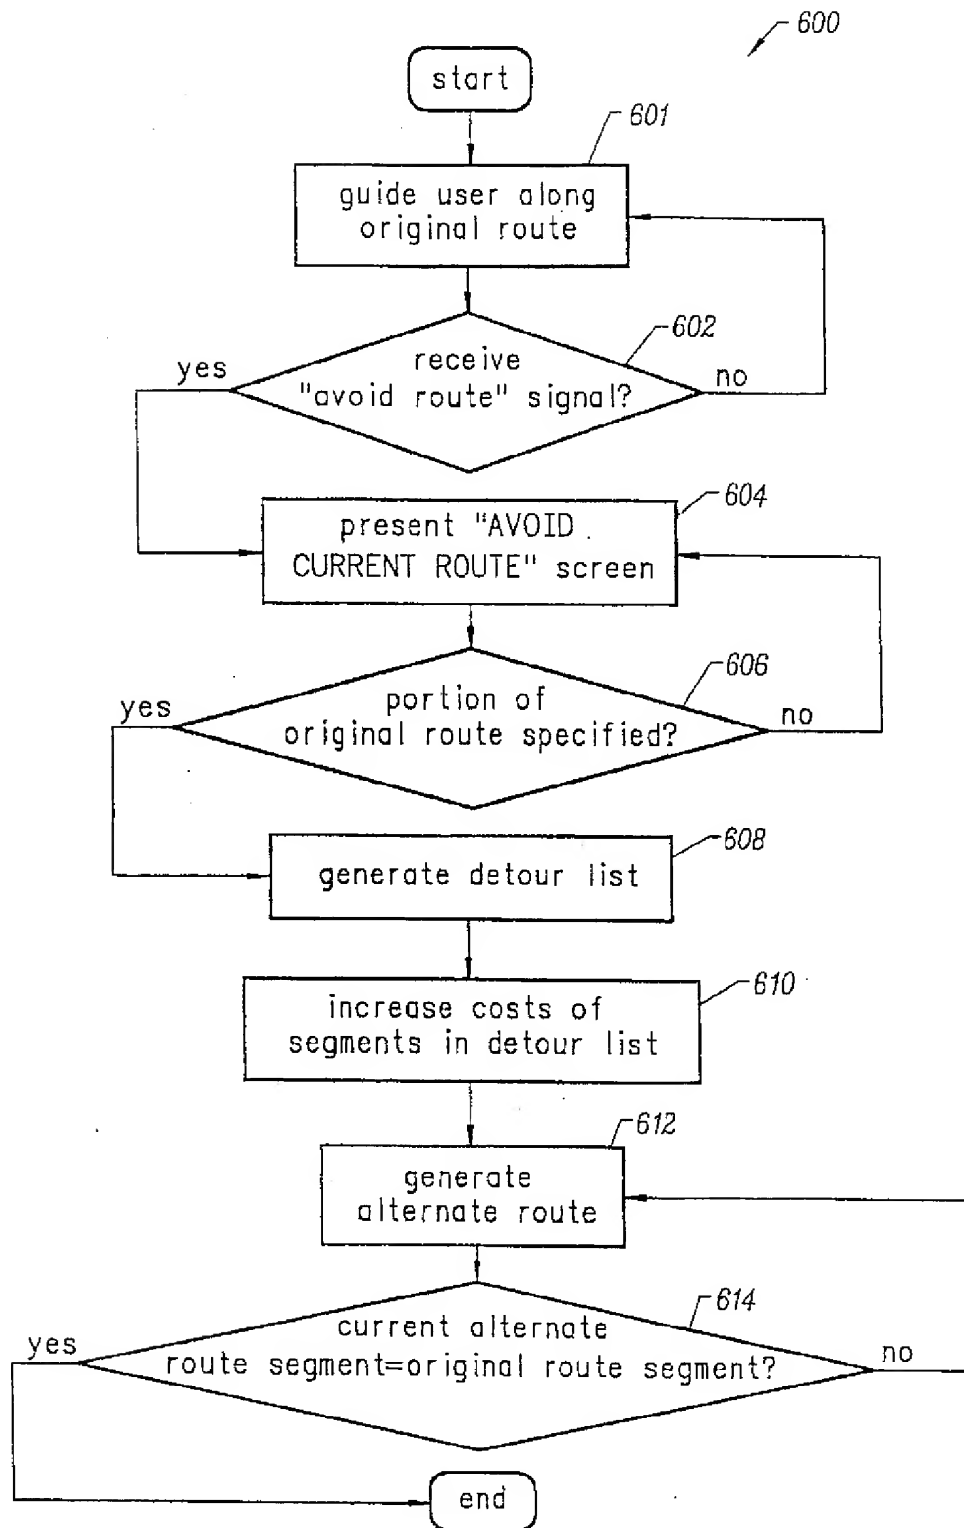 600
start
601
guide user along
original route
602
receive
"avoid route" signal?
yes
no
604
present "AVOID
CURRENT ROUTE" screen
606
portion of
original route specified?
yes
no
608
generate detour list
610
increase costs of
segments in detour list
612
generate
alternate route
614
current alternate
route segment=original route segment?
yes
no
end